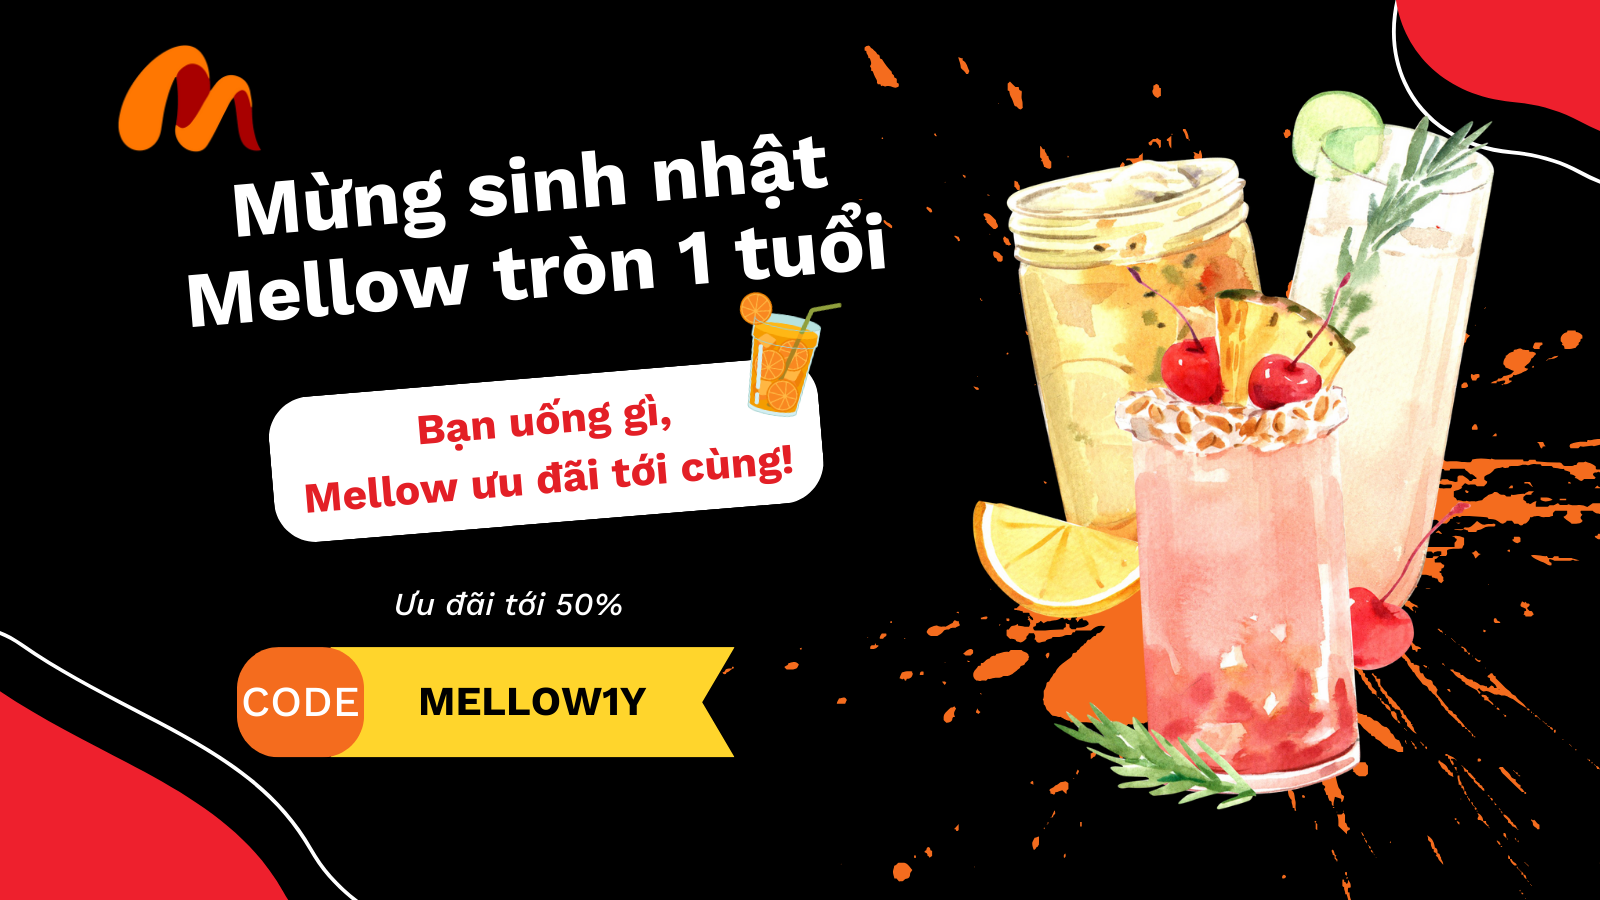 Mừng sinh nhật
Mellow tròn 1 tuổi
Bạn uống gì,
Mellow ưu đãi tới cùng!
Ưu đãi tới 50%
CODE
MELLOW1Y